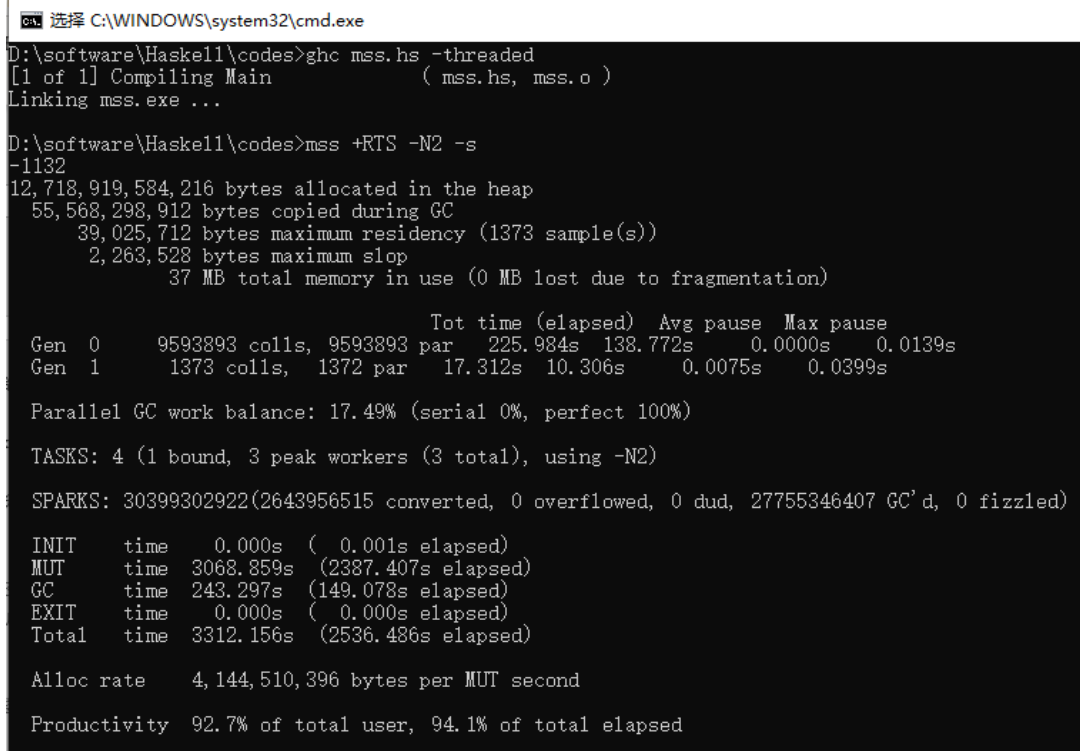 选择 C:\WINDOWS\system32\cmd.exe
D:\software\Haskell\codes>ghc mss.hs -threaded
[1 of 1] Compiling Main             ( mss.hs, mss.o )
Linking mss.exe ...
D:\software\Haskell\codes>mss +RTS -N2 -s
-1132
12,718,919,584,216 bytes allocated in the heap
55,568,298,912 bytes copied during GC
39,025,712 bytes maximum residency (1373 sample(s))
2,263,528 bytes maximum slop
37 MB total memory in use (0 MB lost due to fragmentation)
Tot time (elapsed)  Avg pause  Max pause
Gen  0     9593893 colls, 9593893 par   225.984s  138.772s     0.0000s    0.0139s
Gen  1      1373 colls,  1372 par   17.312s  10.306s     0.0075s    0.0399s
Parallel GC work balance: 17.49% (serial 0%, perfect 100%)
TASKS: 4 (1 bound, 3 peak workers (3 total), using -N2)
SPARKS: 30399302922(2643956515 converted, 0 overflowed, 0 dud, 27755346407 GC'd, 0 fizzled)
INIT    time    0.000s  (  0.001s elapsed)
MUT     time  3068.859s  (2387.407s elapsed)
GC      time  243.297s  (149.078s elapsed)
EXIT    time    0.000s  (  0.000s elapsed)
Total   time  3312.156s  (2536.486s elapsed)
Alloc rate    4,144,510,396 bytes per MUT second
Productivity  92.7% of total user, 94.1% of total elapsed